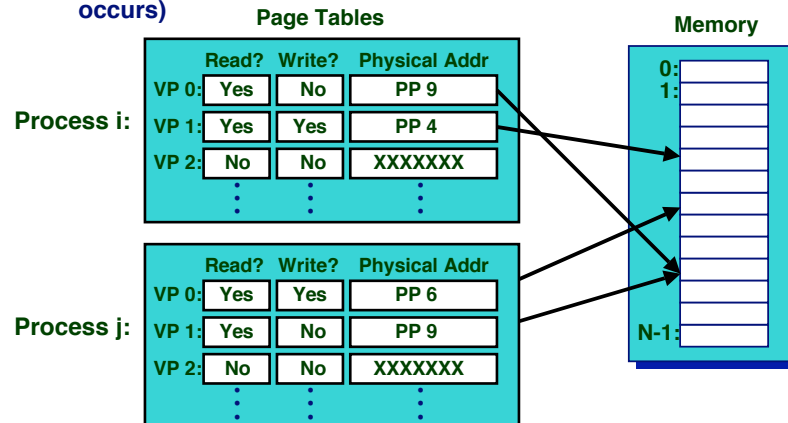 occurs)
Page Tables
Memory
Read? Write? Physical Addr
Process i:
VP 0: Yes No PP 9
VP 1: Yes Yes PP 4
VP 2: No No XXXXXXX
0:
1:
N-1:
Read? Write? Physical Addr
Process j:
VP 0: Yes Yes PP 6
VP 1: Yes No PP 9
VP 2: No No XXXXXXX